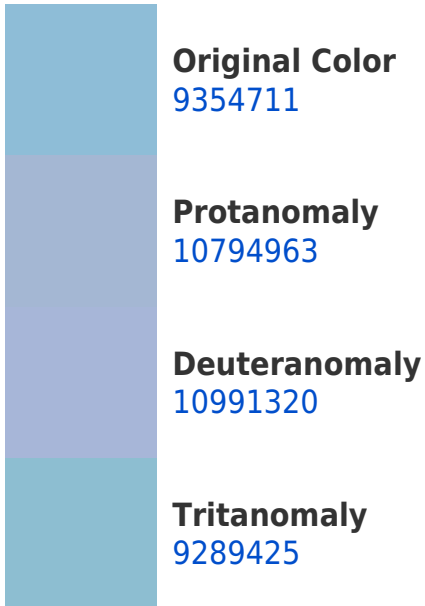 Original Color
9354711
Protanomaly
10794963
Deuteranomaly
10991320
Tritanomaly
9289425